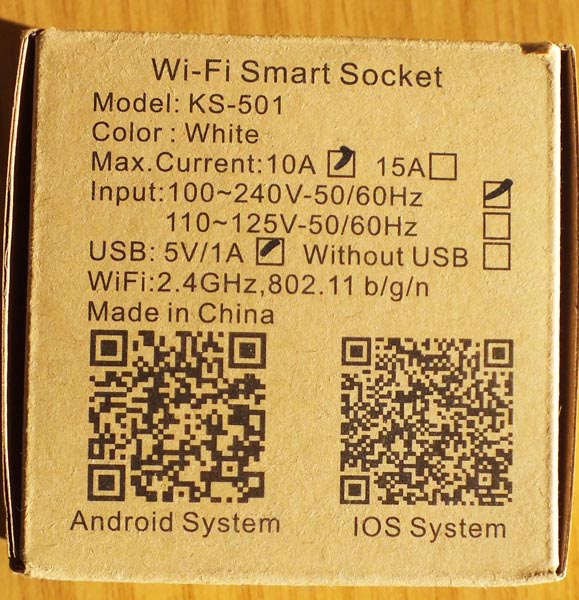 Wi-Fi Smart Socket
Model: KS-501
Color : White
Max.Current:10A 15A
Input:100~240V-50/60Hz
110~125V-50/60Hz
USB: 5V/1A Without USB
WiFi:2.4GHz,802.11 b/g/n
Made in China
Android System IOS System